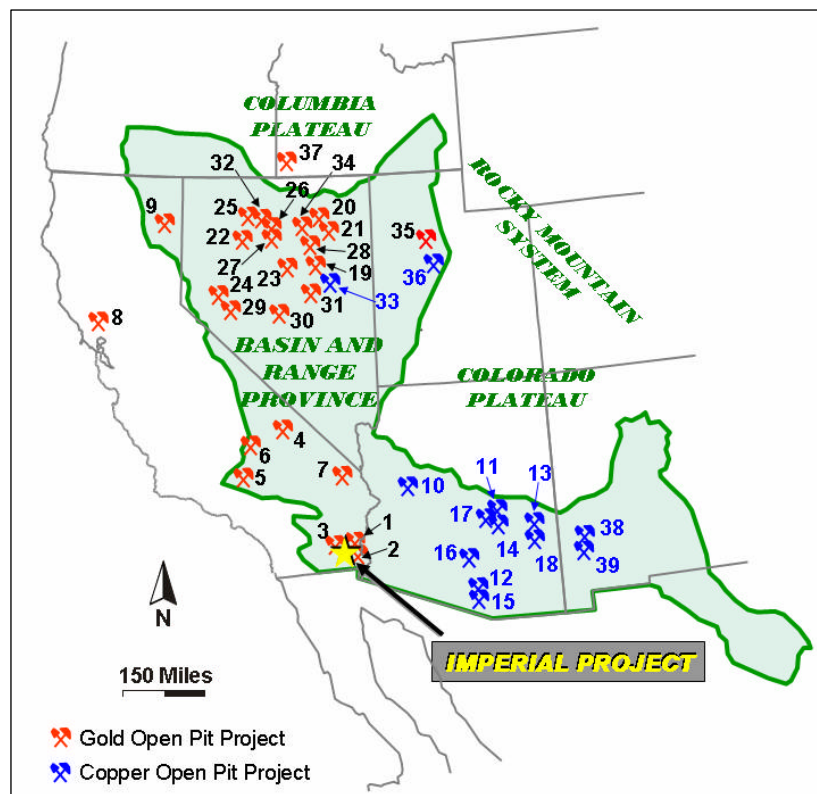 COLUMBIA
PLATEAU
37
32
34
26
9
25
20
22
21
35
ROCKY MOUNTAIN
SYSTEM
28
27
23
19
36
24
33
29
31
30
8
BASIN AND
RANGE
PROVINCE
COLORADO
PLATEAU
4
6
5
7
11
13
10
17
3
1
38
14
2
16
18
39
12
15
N
IMPERIAL PROJECT
150 Miles
Gold Open Pit Project
Copper Open Pit Project